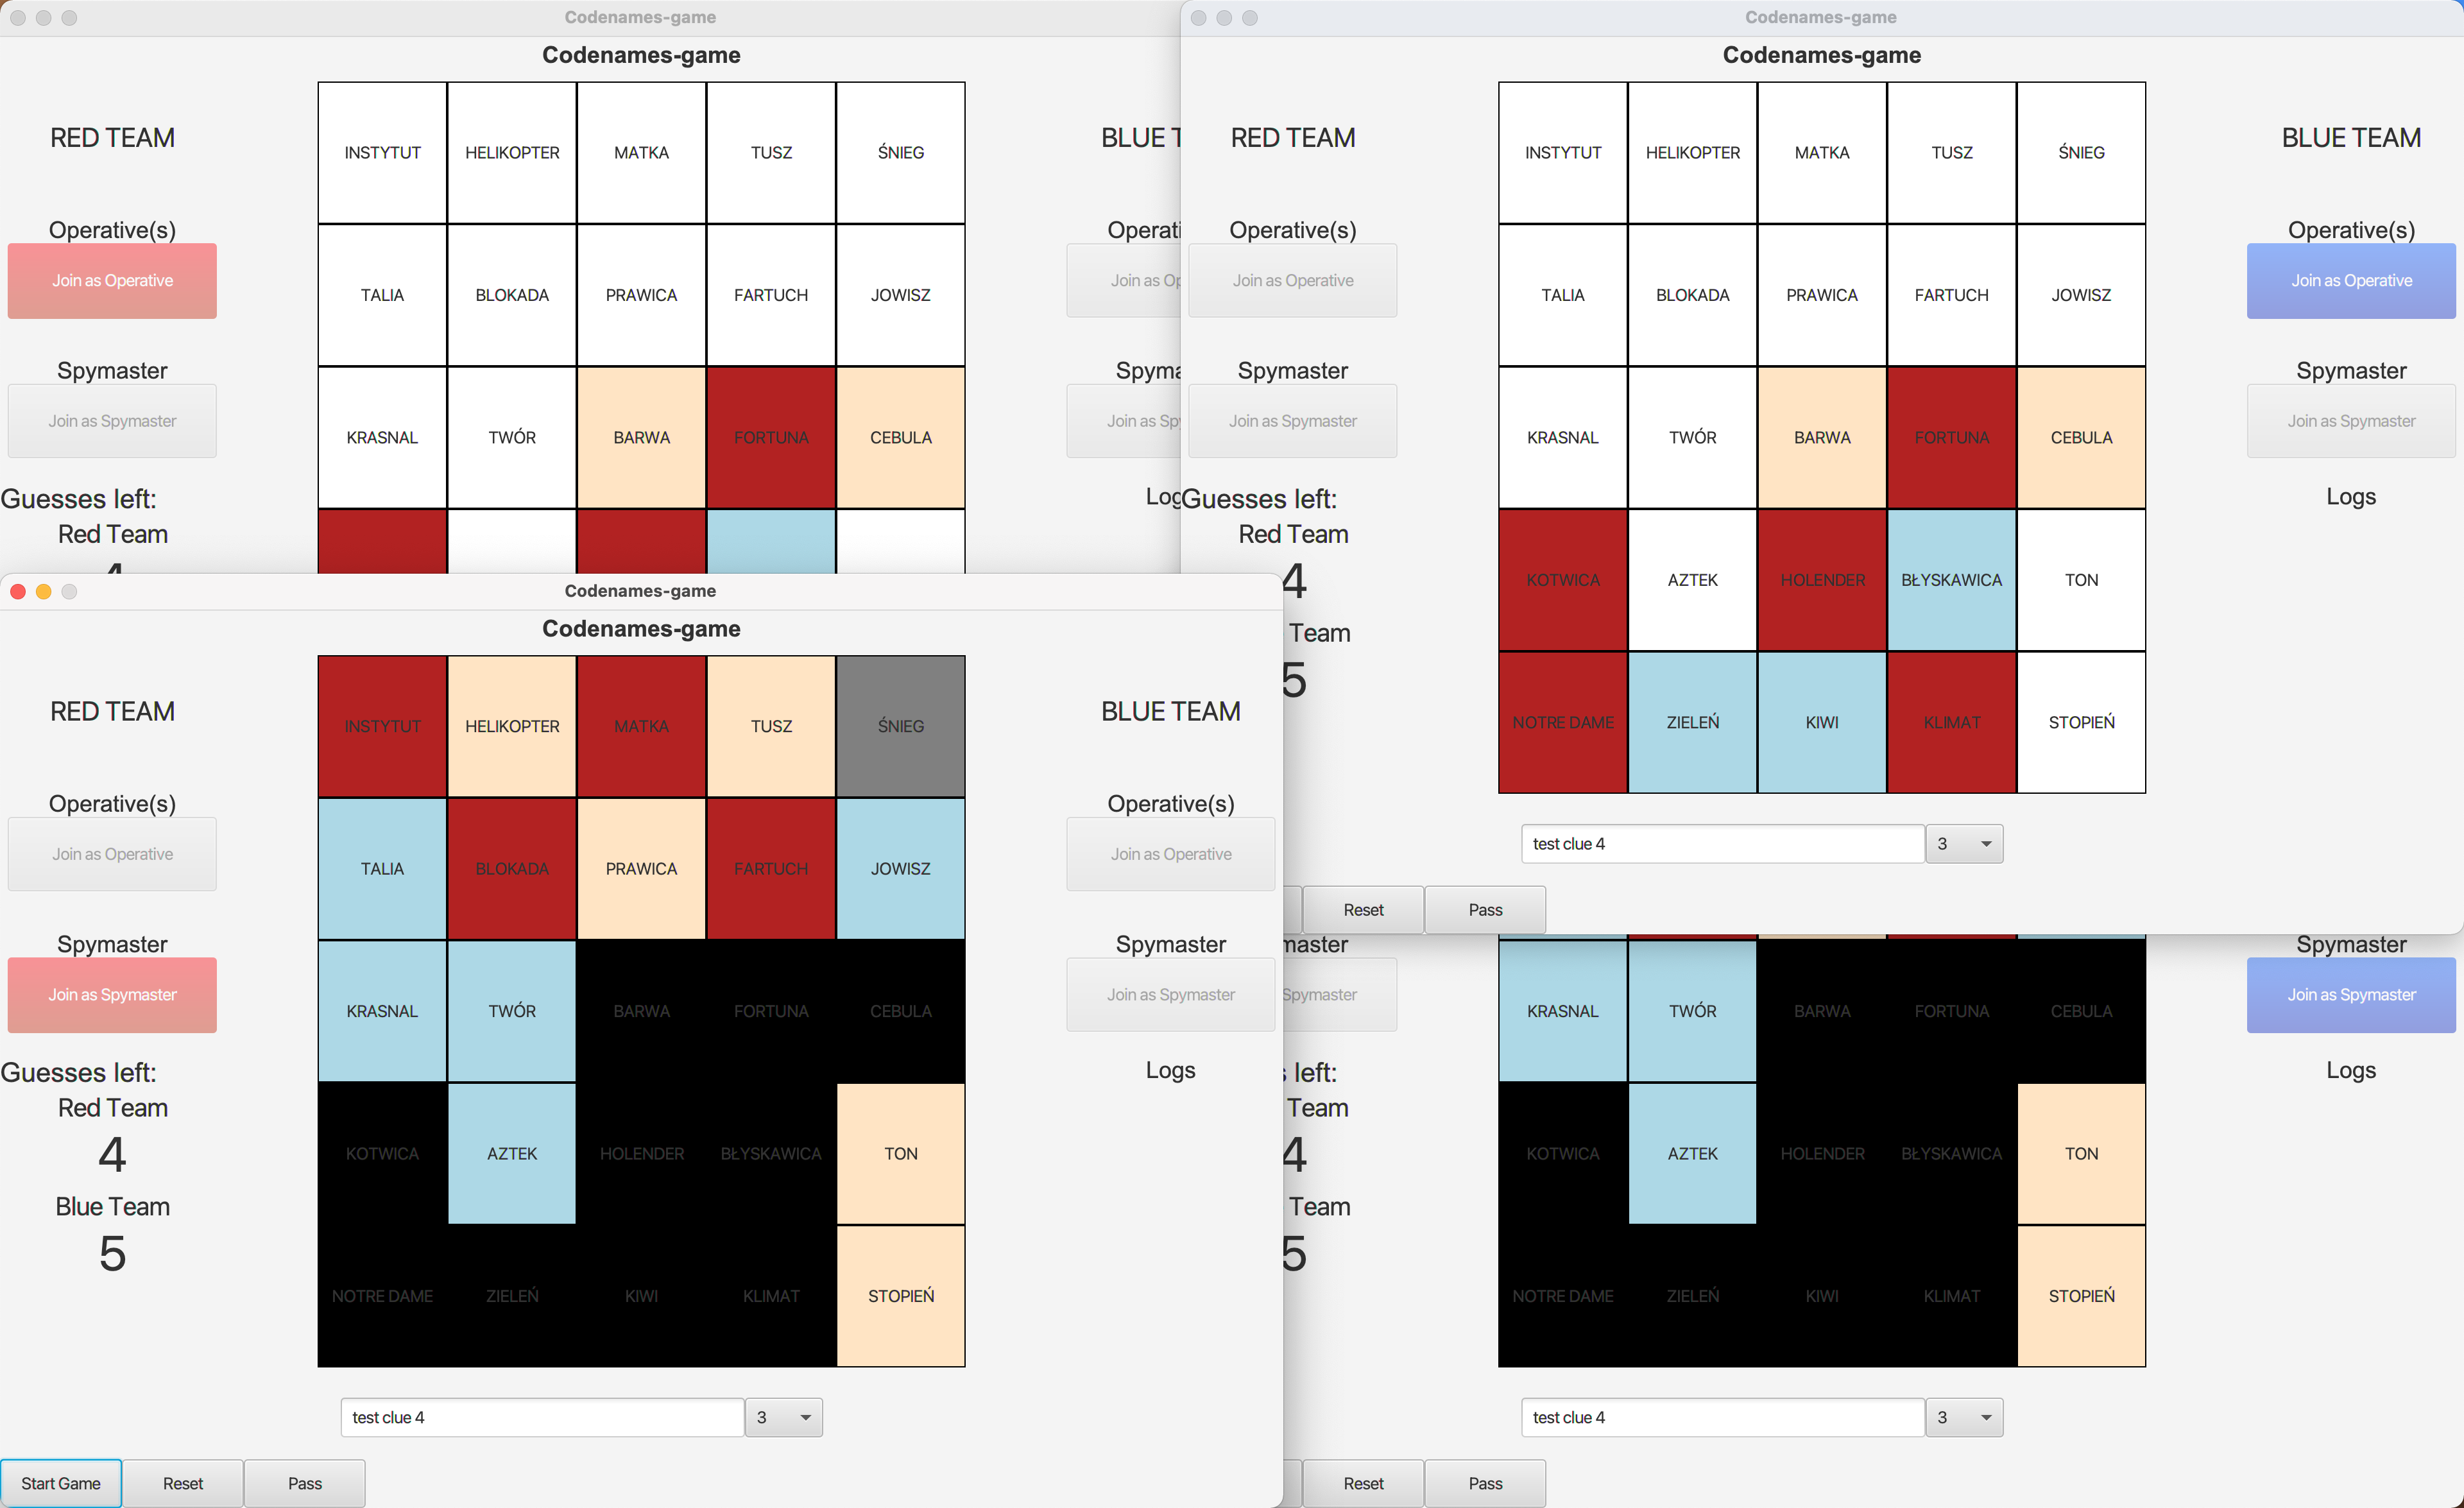 Codenames-game
Codenames-game
RED TEAM
Operative(s)
Join as Operative
Spymaster
Join as Spymaster
Guesses left:
Red Team
4
INSTYTUT HELIKOPTER MATKA TUSZ ŚNIEG
TALIA BLOKADA PRAWICA FARTUCH JOWISZ
KRASNAL TWÓR BARWA FORTUNA CEBULA
BLUE T
Operati
Join as Op
Spyma
Join as Spy
Log
Codenames-game
Codenames-game
RED TEAM
Operative(s)
Join as Operative
Spymaster
Join as Spymaster
Guesses left:
Red Team
4
Team
5
INSTYTUT HELIKOPTER MATKA TUSZ ŚNIEG
TALIA BLOKADA PRAWICA FARTUCH JOWISZ
KRASNAL TWÓR BARWA FORTUNA CEBULA
KOTWICA AZTEK HOLENDER BŁYSKAWICA TON
NOTRE DAME ZIELEŃ KIWI KLIMAT STOPIEŃ
test clue 4 3
Reset Pass
BLUE TEAM
Operative(s)
Join as Operative
Spymaster
Join as Spymaster
Logs
Codenames-game
Codenames-game
RED TEAM
Operative(s)
Join as Operative
Spymaster
Join as Spymaster
Guesses left:
Red Team
4
Blue Team
5
INSTYTUT HELIKOPTER MATKA TUSZ ŚNIEG
TALIA BLOKADA PRAWICA FARTUCH JOWISZ
KRASNAL TWÓR BARWA FORTUNA CEBULA
KOTWICA AZTEK HOLENDER BŁYSKAWICA TON
NOTRE DAME ZIELEŃ KIWI KLIMAT STOPIEŃ
test clue 4 3
Start Game Reset Pass
BLUE TEAM
Operative(s)
Join as Operative
Spymaster
Join as Spymaster
Logs
master
Spymaster
left:
Team
4
Team
5
KRASNAL TWÓR BARWA FORTUNA CEBULA
KOTWICA AZTEK HOLENDER BŁYSKAWICA TON
NOTRE DAME ZIELEŃ KIWI KLIMAT STOPIEŃ
test clue 4 3
Reset Pass
Spymaster
Join as Spymaster
Logs